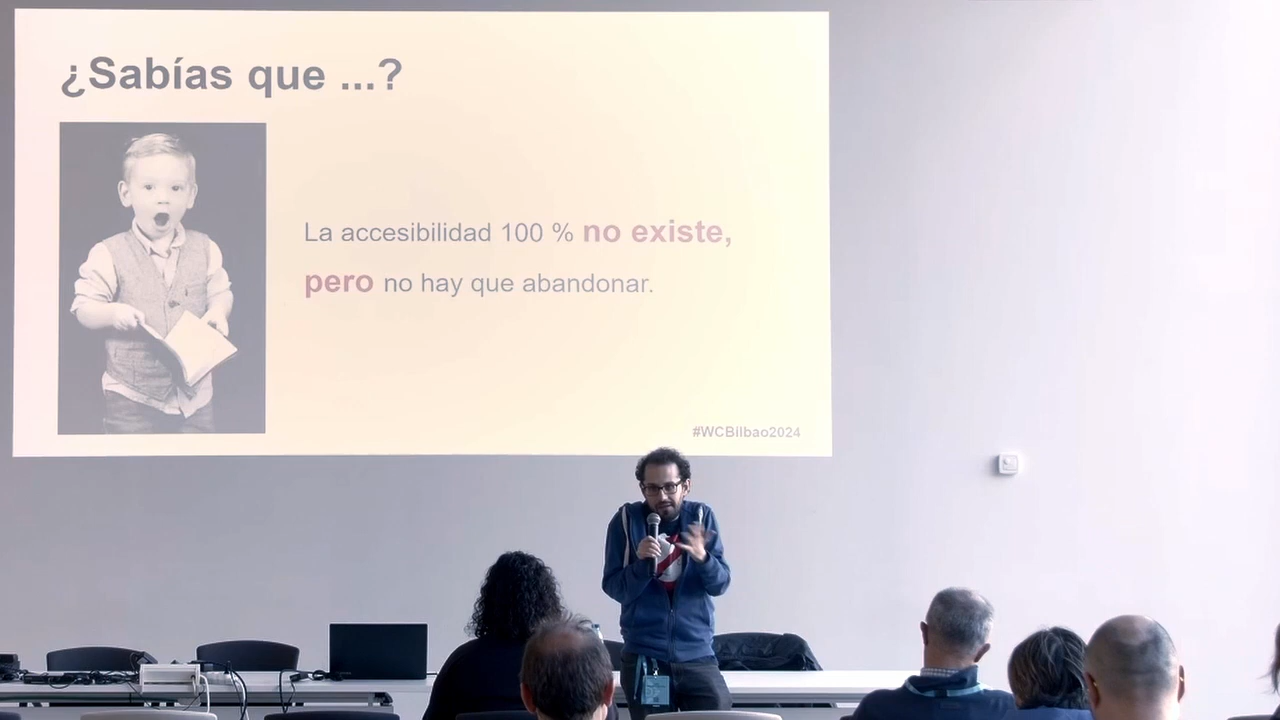 ¿Sabías que ...?
La accesibilidad 100 % no existe,
pero no hay que abandonar.
#WCBilbao2024